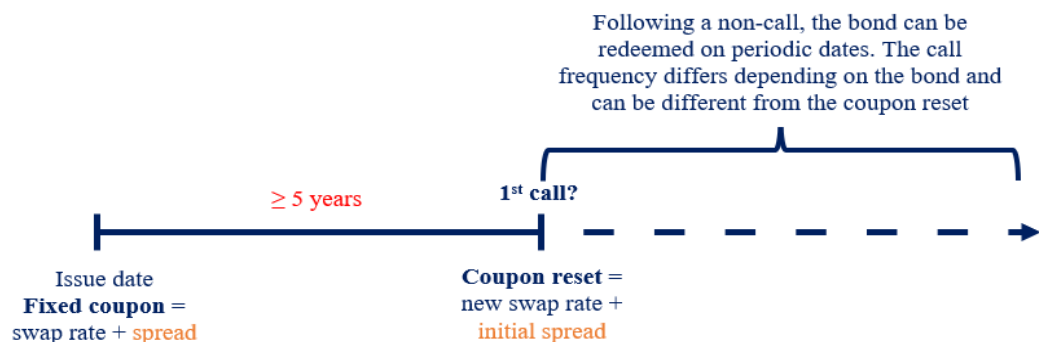 Following a non-call, the bond can be
redeemed on periodic dates. The call
frequency differs depending on the bond and
can be different from the coupon reset
≥ 5 years
1st call?
Issue date
Fixed coupon =
swap rate + spread
Coupon reset =
new swap rate +
initial spread